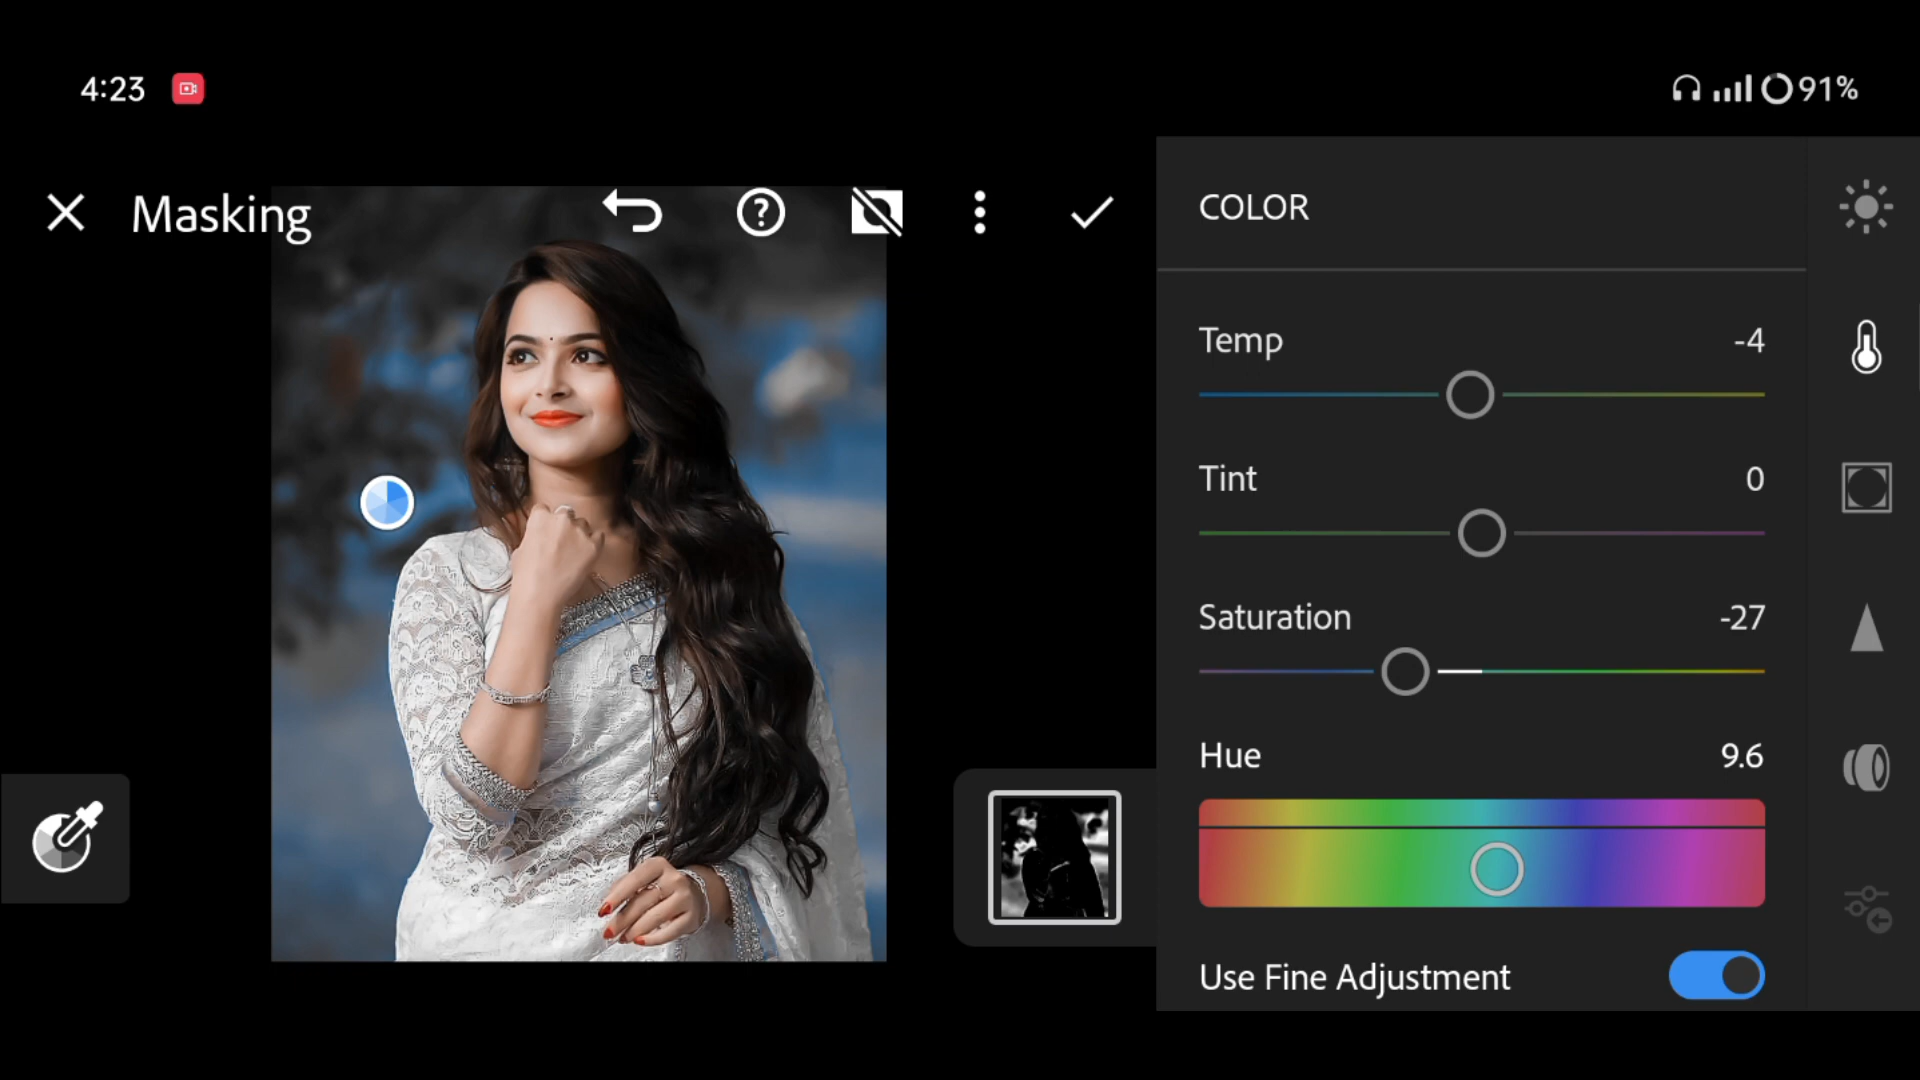 4:23
91%
Masking
COLOR
Temp -4
Tint 0
Saturation -27
Hue 9.6
Use Fine Adjustment